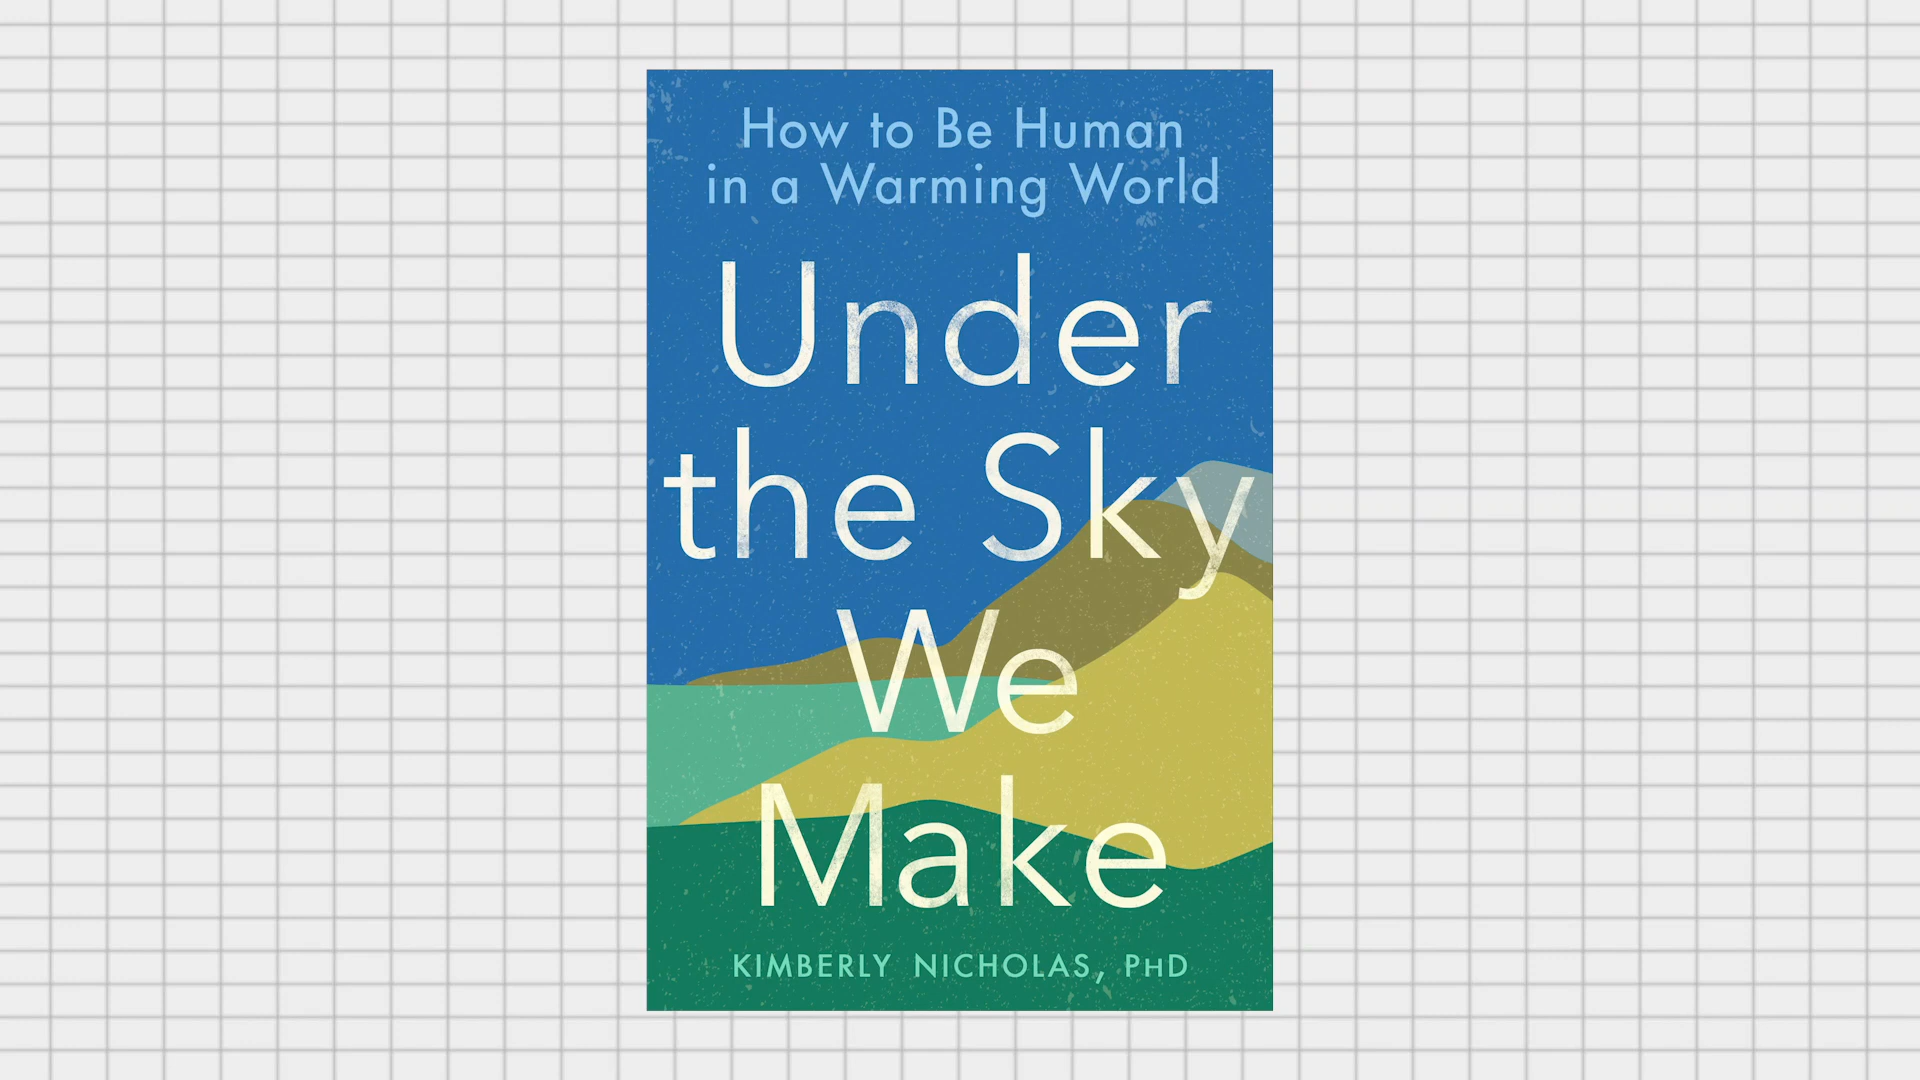 How to Be Human
in a Warming World
Under
the Sky
We
Make
KIMBERLY NICHOLAS, PHD